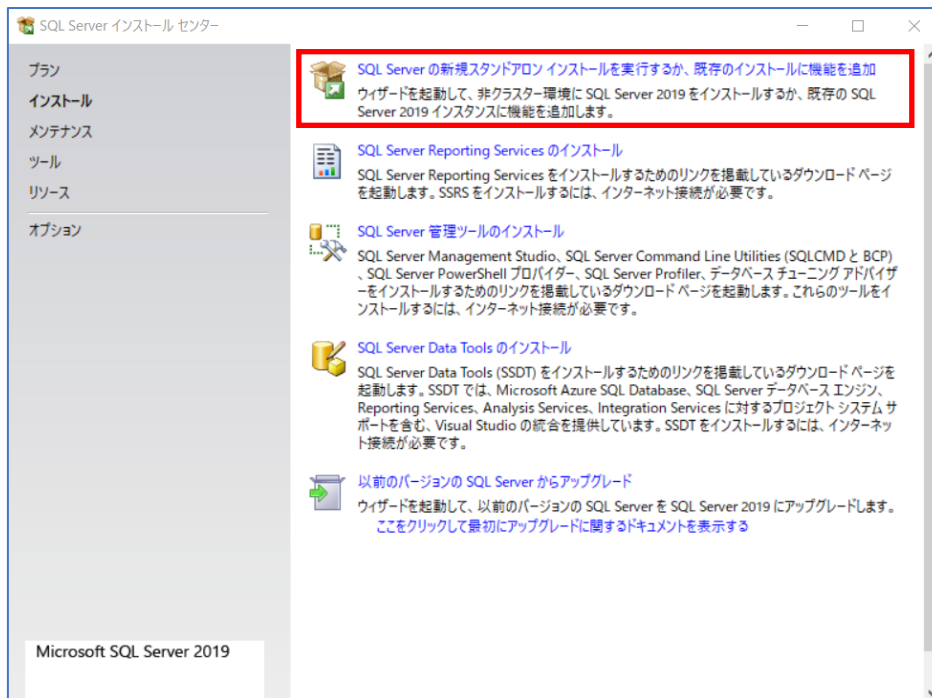 SQL Server インストール センター
プラン
インストール
メンテナンス
ツール
リソース
オプション
Microsoft SQL Server 2019
SQL Server の新規スタンドアロン インストールを実行するか、既存のインストールに機能を追加
ウィザードを起動して、非クラスター環境に SQL Server 2019 をインストールするか、既存の SQL
Server 2019 インスタンスに機能を追加します。
SQL Server Reporting Services のインストール
SQL Server Reporting Services をインストールするためのリンクを掲載しているダウンロード ページ
を起動します。SSRS をインストールするには、インターネット接続が必要です。
SQL Server 管理ツールのインストール
SQL Server Management Studio、SQL Server Command Line Utilities (SQLCMD と BCP)
、SQL Server PowerShell プロバイダー、SQL Server Profiler、データベース チューニング アドバイザ
ーをインストールするためのリンクを掲載しているダウンロード ページを起動します。これらのツールをイ
ンストールするには、インターネット接続が必要です。
SQL Server Data Tools のインストール
SQL Server Data Tools (SSDT) をインストールするためのリンクを掲載しているダウンロード ページを
起動します。SSDT では、Microsoft Azure SQL Database、SQL Server データベース エンジン、
Reporting Services、Analysis Services、Integration Services に対するプロジェクト システム サ
ポートを含む、Visual Studio の統合を提供しています。SSDT をインストールするには、インターネッ
ト接続が必要です。
以前のバージョンの SQL Server からアップグレード
ウィザードを起動して、以前のバージョンの SQL Server を SQL Server 2019 にアップグレードします。
ここをクリックして最初にアップグレードに関するドキュメントを表示する